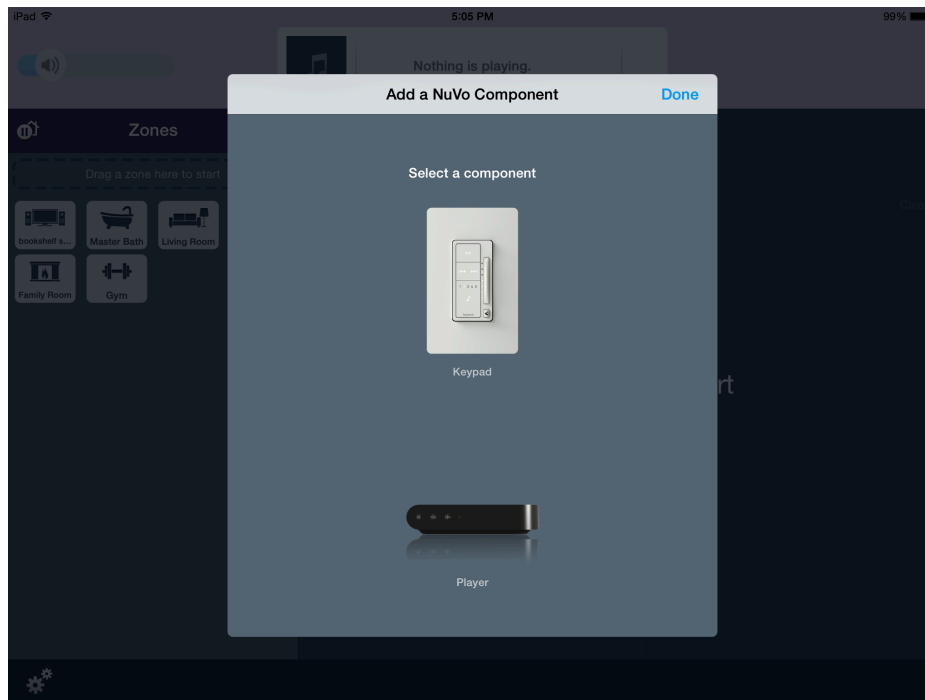 iPad
5:05 PM
99%
Nothing is playing.
Add a NuVo Component
Done
Zones
Drag a zone here to start
Select a component
bookshelf s...
Master Bath
Living Room
Family Room
Gym
Keypad
rt
Player